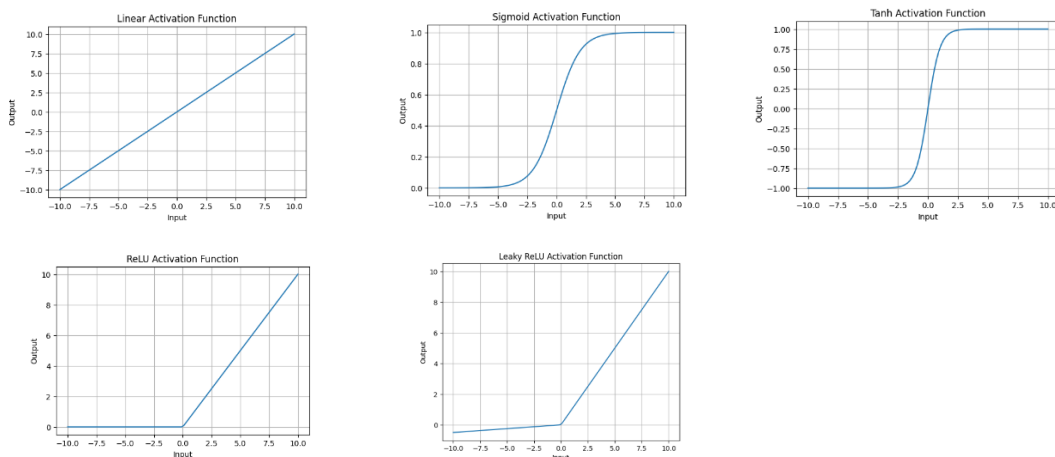 Linear Activation Function
10.0
7.5
5.0
2.5
0.0
−2.5
−5.0
−7.5
−10.0
Output
−10.0 −7.5 −5.0 −2.5 0.0 2.5 5.0 7.5 10.0
Input
Sigmoid Activation Function
1.0
0.8
0.6
0.4
0.2
0.0
Output
−10.0 −7.5 −5.0 −2.5 0.0 2.5 5.0 7.5 10.0
Input
Tanh Activation Function
1.00
0.75
0.50
0.25
0.00
−0.25
−0.50
−0.75
−1.00
Output
−10.0 −7.5 −5.0 −2.5 0.0 2.5 5.0 7.5 10.0
Input
ReLU Activation Function
10
8
6
4
2
0
Output
−10.0 −7.5 −5.0 −2.5 0.0 2.5 5.0 7.5 10.0
Input
Leaky ReLU Activation Function
10
8
6
4
2
0
Output
−10.0 −7.5 −5.0 −2.5 0.0 2.5 5.0 7.5 10.0
Input